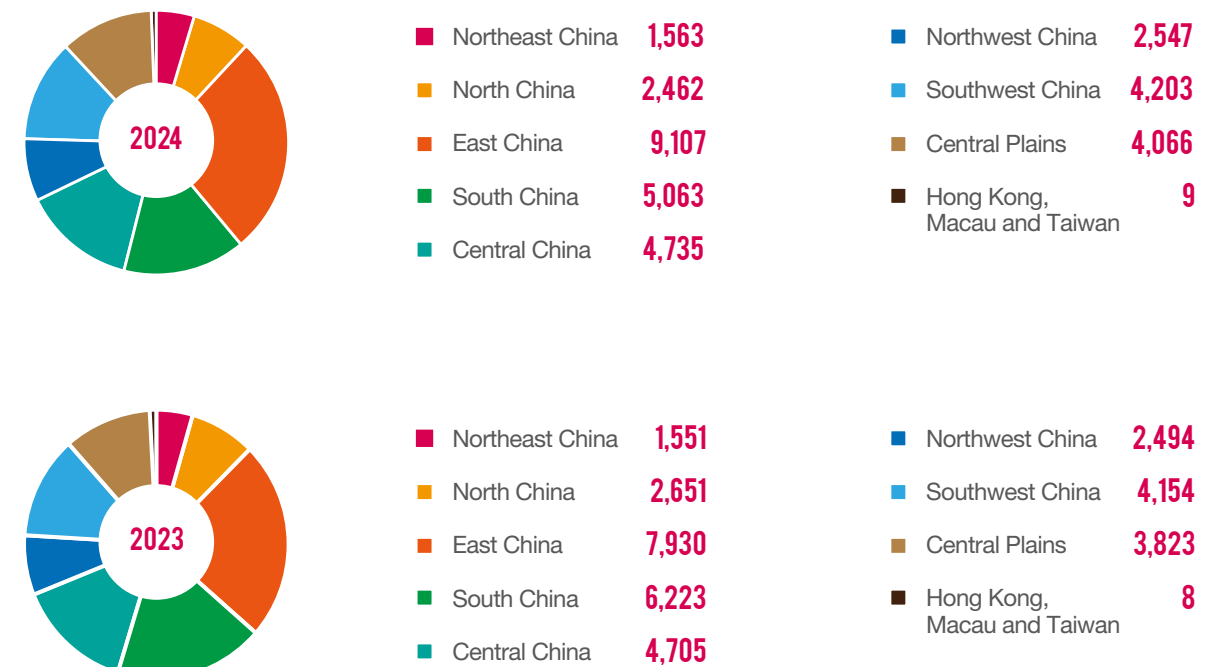 2024
Northeast China 1,563
North China 2,462
East China 9,107
South China 5,063
Central China 4,735
Northwest China 2,547
Southwest China 4,203
Central Plains 4,066
Hong Kong, 9
Macau and Taiwan
2023
Northeast China 1,551
North China 2,651
East China 7,930
South China 6,223
Central China 4,705
Northwest China 2,494
Southwest China 4,154
Central Plains 3,823
Hong Kong, 8
Macau and Taiwan